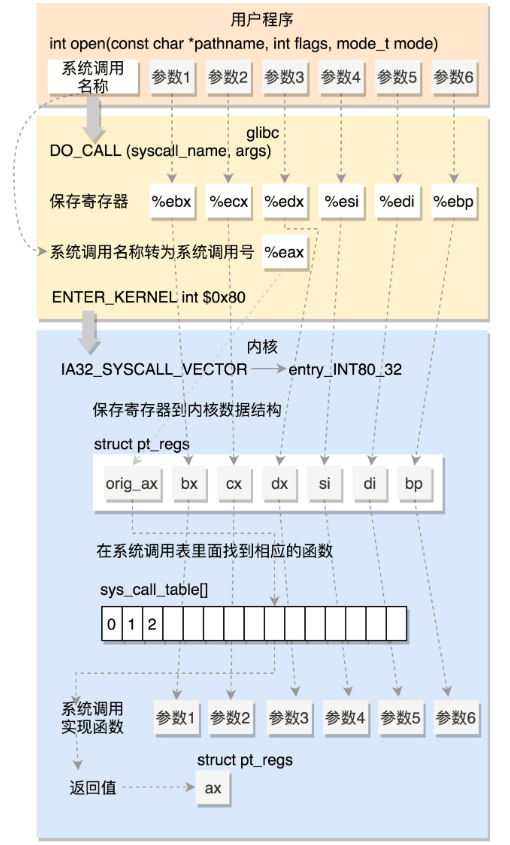 用户程序
int open(const char *pathname, int flags, mode_t mode)
系统调用
名称
参数1 参数2 参数3 参数4 参数5 参数6
glibc
DO_CALL (syscall_name, args)
保存寄存器 %ebx %ecx %edx %esi %edi %ebp
系统调用名称转为系统调用号 %eax
ENTER_KERNEL int $0x80
内核
IA32_SYSCALL_VECTOR entry_INT80_32
保存寄存器到内核数据结构
struct pt_regs
orig_ax bx cx dx si di bp
在系统调用表里面找到相应的函数
sys_call_table[]
0 1 2
系统调用
实现函数
参数1 参数2 参数3 参数4 参数5 参数6
struct pt_regs
返回值 ax